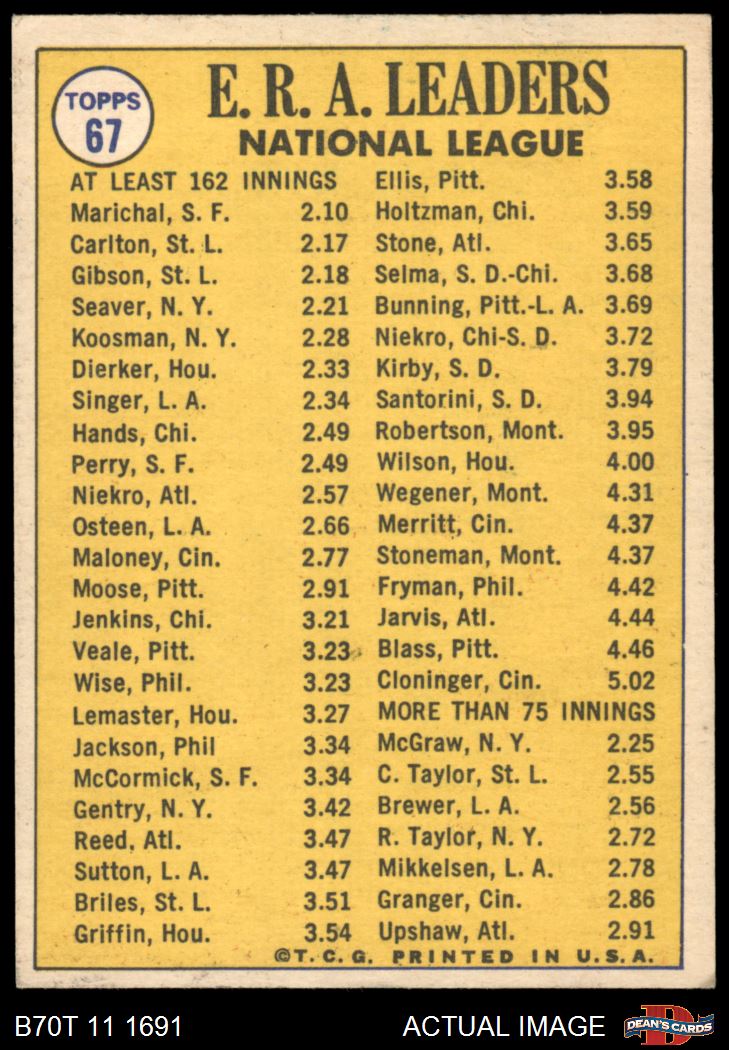 TOPPS
67
E. R. A. LEADERS
NATIONAL LEAGUE
AT LEAST 162 INNINGS
Marichal, S. F. 2.10
Carlton, St. L. 2.17
Gibson, St. L. 2.18
Seaver, N. Y. 2.21
Koosman, N. Y. 2.28
Dierker, Hou. 2.33
Singer, L. A. 2.34
Hands, Chi. 2.49
Perry, S. F. 2.49
Niekro, Atl. 2.57
Osteen, L. A. 2.66
Maloney, Cin. 2.77
Moose, Pitt. 2.91
Jenkins, Chi. 3.21
Veale, Pitt. 3.23
Wise, Phil. 3.23
Lemaster, Hou. 3.27
Jackson, Phil 3.34
McCormick, S. F. 3.34
Gentry, N. Y. 3.42
Reed, Atl. 3.47
Sutton, L. A. 3.47
Briles, St. L. 3.51
Griffin, Hou. 3.54
Ellis, Pitt. 3.58
Holtzman, Chi. 3.59
Stone, Atl. 3.65
Selma, S. D.-Chi. 3.68
Bunning, Pitt.-L. A. 3.69
Niekro, Chi-S. D. 3.72
Kirby, S. D. 3.79
Santorini, S. D. 3.94
Robertson, Mont. 3.95
Wilson, Hou. 4.00
Wegener, Mont. 4.31
Merritt, Cin. 4.37
Stoneman, Mont. 4.37
Fryman, Phil. 4.42
Jarvis, Atl. 4.44
Blass, Pitt. 4.46
Cloninger, Cin. 5.02
MORE THAN 75 INNINGS
McGraw, N. Y. 2.25
C. Taylor, St. L. 2.55
Brewer, L. A. 2.56
R. Taylor, N. Y. 2.72
Mikkelsen, L. A. 2.78
Granger, Cin. 2.86
Upshaw, Atl. 2.91
©T. C. G. PRINTED IN U. S. A.
B70T 11 1691
ACTUAL IMAGE
D
DEAN'S CARDS